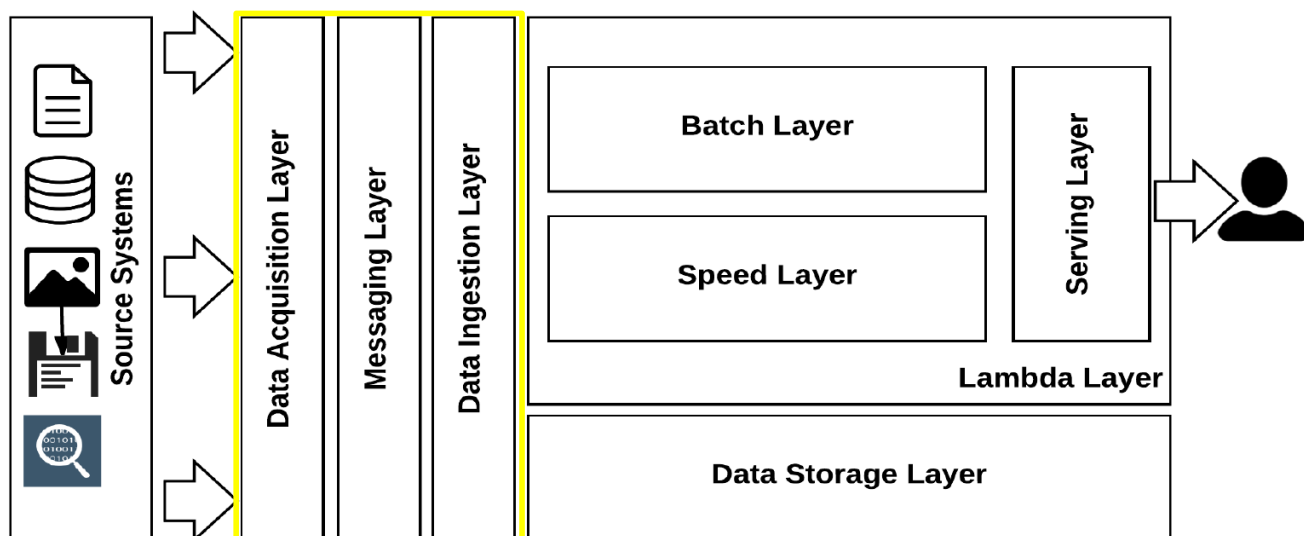 Source Systems
Data Acquisition Layer
Messaging Layer
Data Ingestion Layer
Batch Layer
Speed Layer
Serving Layer
Lambda Layer
Data Storage Layer